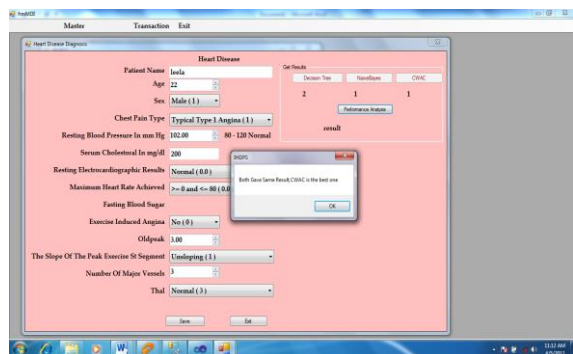 frmMDI
Master Transaction Exit
Heart Disease Diagnosis
Heart Disease
Patient Name leela
Age 22
Sex Male ( 1 )
Chest Pain Type Typical Type 1 Angina ( 1 )
Resting Blood Pressure In mm Hg 102.00 80 - 120 Normal
Serum Cholestoral In mg/dl 200
Resting Electrocardiographic Results Normal ( 0.0 )
Maximum Heart Rate Achieved >= 0 and <= 80 ( 0.0
Fasting Blood Sugar
Exercise Induced Angina No ( 0 )
Oldpeak 3.00
The Slope Of The Peak Exercise St Segment Unsloping ( 1 )
Number Of Major Vessels 3
Thal Normal ( 3 )
Save Exit
Get Results
Decision Tree NaiveBayes CWAC
2 1 1
Performance Analysis
result
Both Gave Same Result,CWAC is the best one
OK
11:12 AM